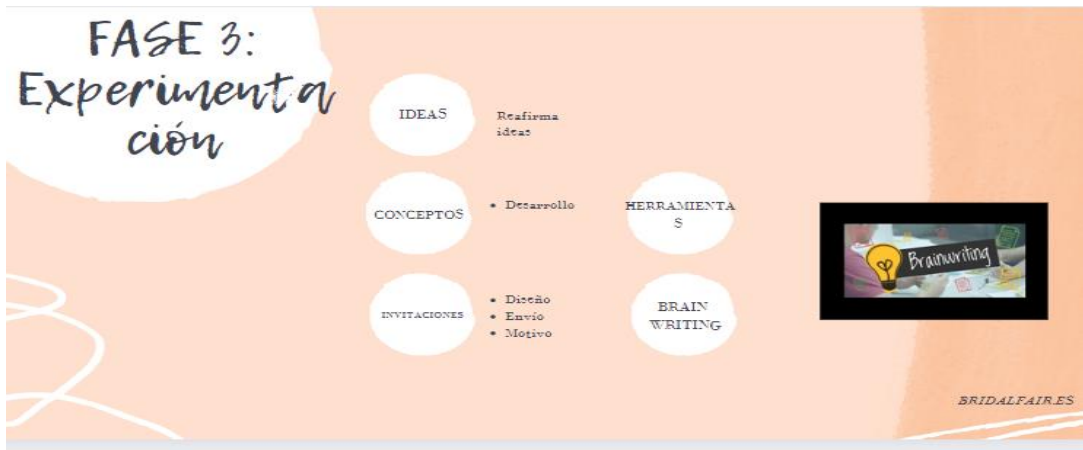 FASE 3:
Experimenta
ción
IDEAS
Reafirma
ideas
CONCEPTOS
• Desarrollo
HERRAMIENTA
S
INVITACIONES
• Diseño
• Envío
• Motivo
BRAIN
WRITING
Brainwriting
BRIDALFAIR.ES